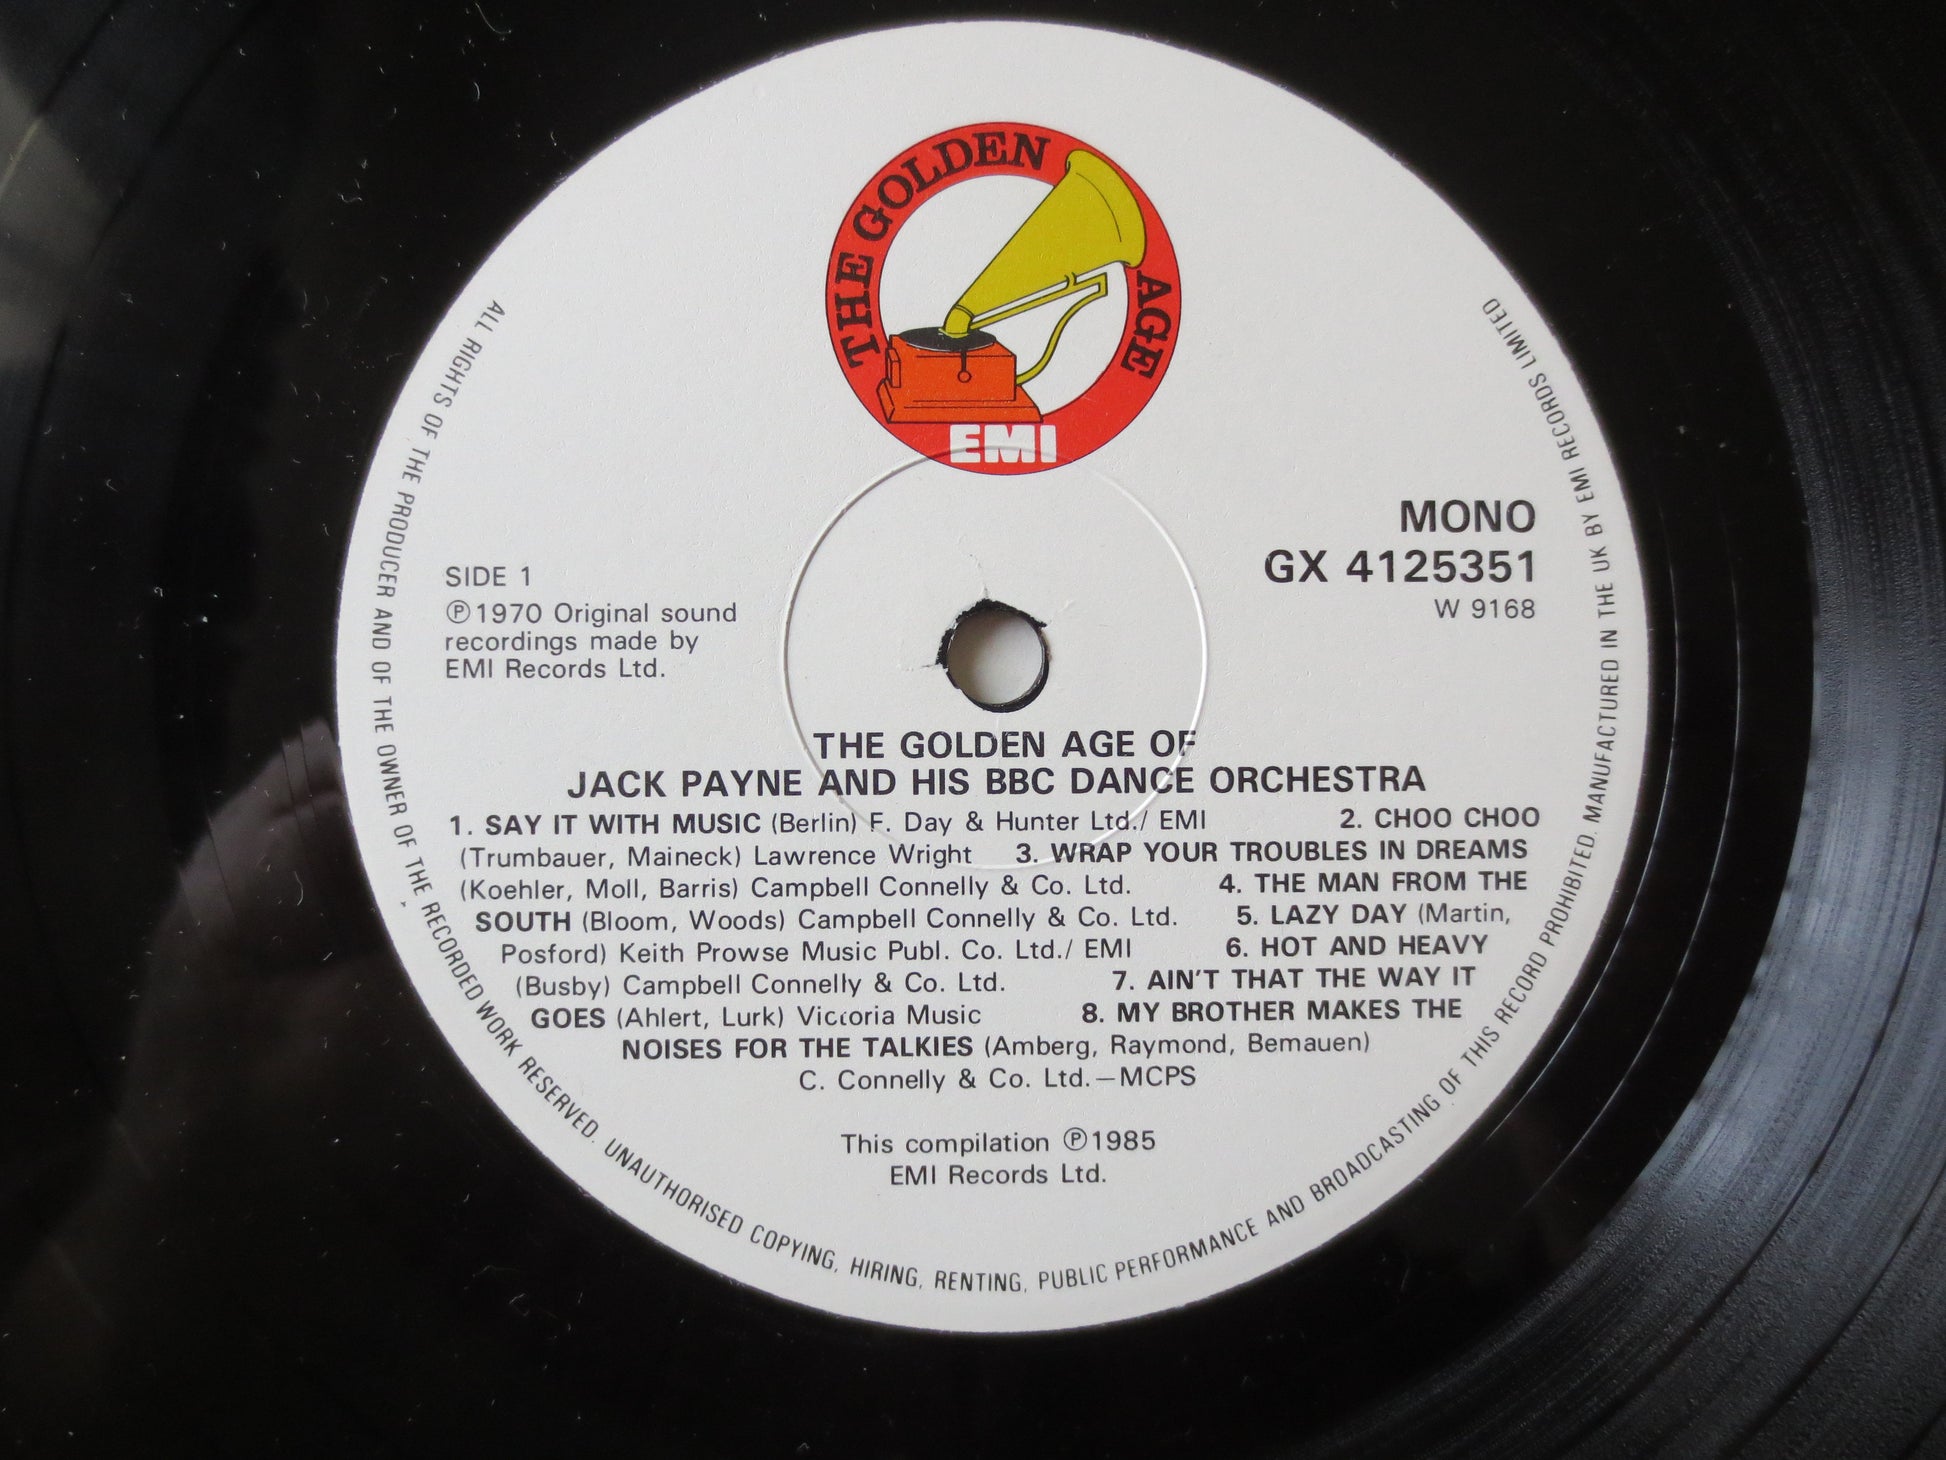 THE GOLDEN AGE
EMI
MONO
GX 4125351
W 9168
SIDE 1
Ⓟ1970 Original sound
recordings made by
EMI Records Ltd.
THE GOLDEN AGE OF
JACK PAYNE AND HIS BBC DANCE ORCHESTRA
1. SAY IT WITH MUSIC (Berlin) F. Day & Hunter Ltd./ EMI 2. CHOO CHOO
(Trumbauer, Maineck) Lawrence Wright 3. WRAP YOUR TROUBLES IN DREAMS
(Koehler, Moll, Barris) Campbell Connelly & Co. Ltd. 4. THE MAN FROM THE
SOUTH (Bloom, Woods) Campbell Connelly & Co. Ltd. 5. LAZY DAY (Martin,
Posford) Keith Prowse Music Publ. Co. Ltd./ EMI 6. HOT AND HEAVY
(Busby) Campbell Connelly & Co. Ltd. 7. AIN'T THAT THE WAY IT
GOES (Ahlert, Lurk) Victoria Music 8. MY BROTHER MAKES THE
NOISES FOR THE TALKIES (Amberg, Raymond, Bemauen)
C. Connelly & Co. Ltd.—MCPS
This compilation Ⓟ1985
EMI Records Ltd.
ALL RIGHTS OF THE PRODUCER AND OF THE OWNER OF THE RECORDED WORK RESERVED. UNAUTHORISED COPYING, HIRING, RENTING, PUBLIC PERFORMANCE AND BROADCASTING OF THIS RECORD PROHIBITED. MANUFACTURED IN THE UK BY EMI RECORDS LIMITED